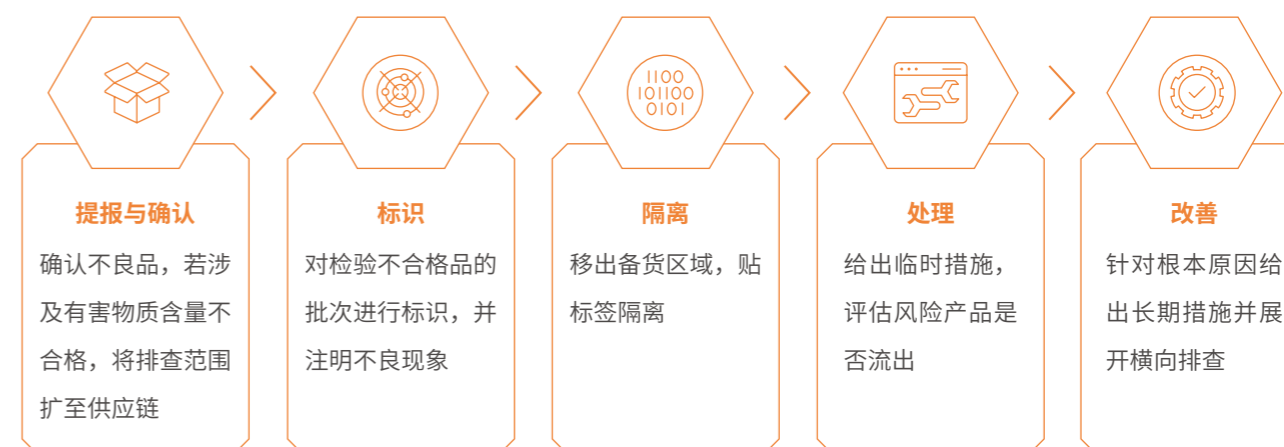 1100
101100
0101
提报与确认
确认不良品，若涉
及有害物质含量不
合格，将排查范围
扩至供应链
标识
对检验不合格品的
批次进行标识，并
注明不良现象
隔离
移出备货区域，贴
标签隔离
处理
给出临时措施，
评估风险产品是
否流出
改善
针对根本原因给
出长期措施并展
开横向排查